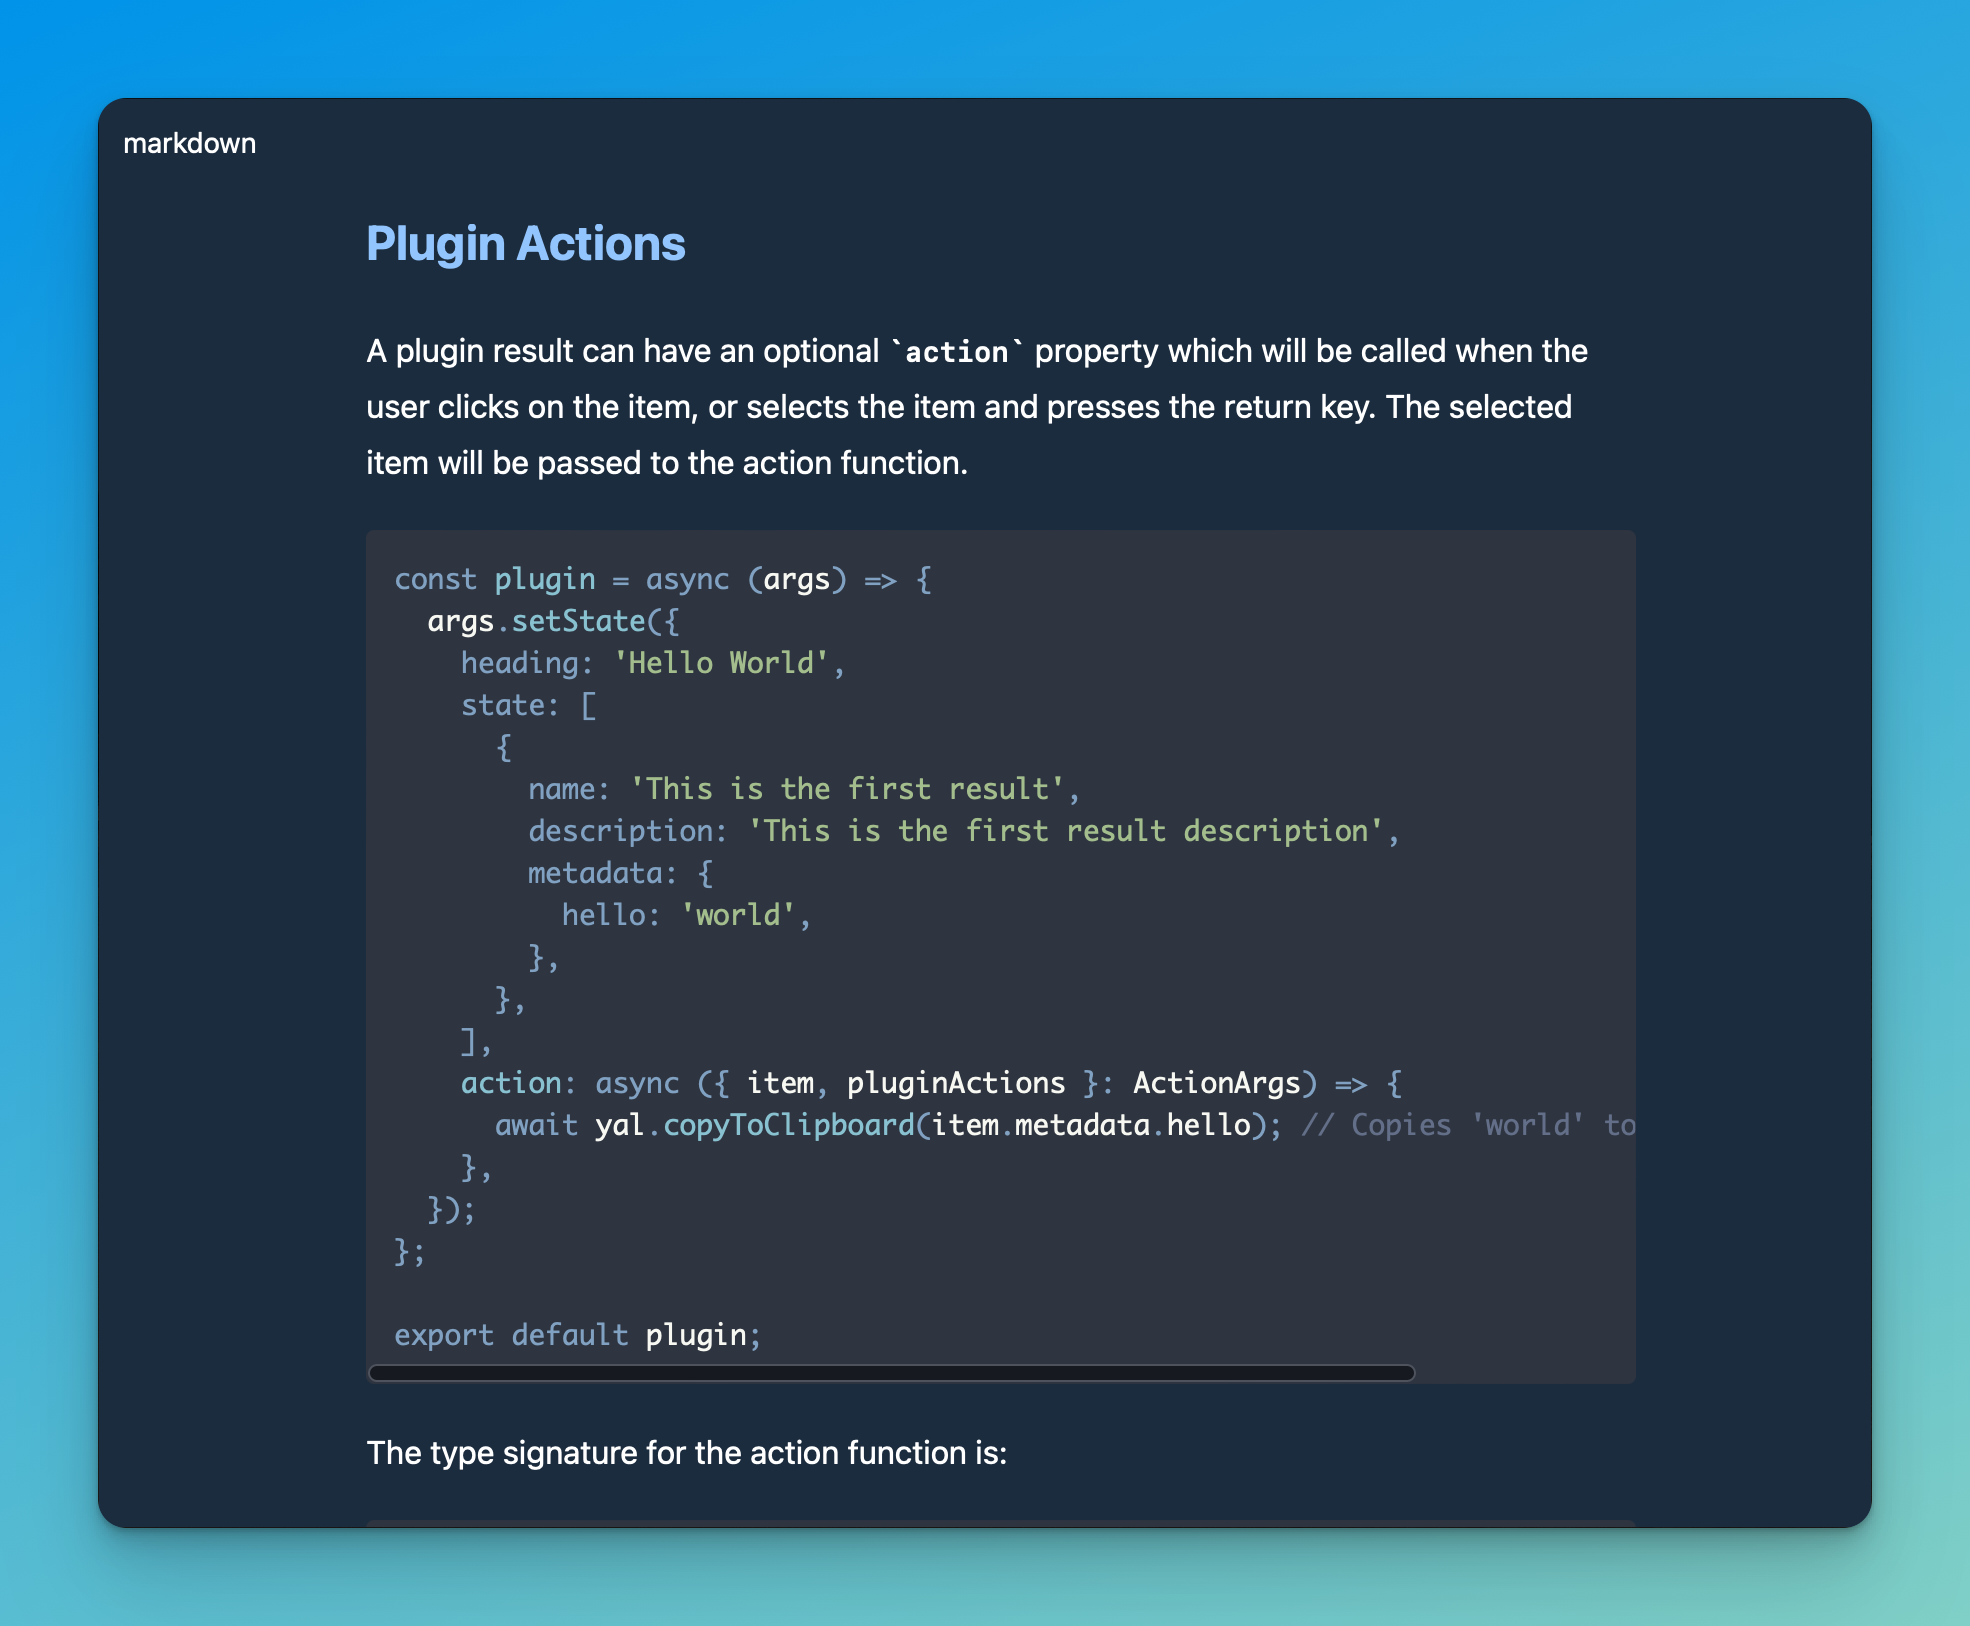 markdown
Plugin Actions
A plugin result can have an optional `action` property which will be called when the
user clicks on the item, or selects the item and presses the return key. The selected
item will be passed to the action function.
const plugin = async (args) => {
  args.setState({
    heading: 'Hello World',
    state: [
      {
        name: 'This is the first result',
        description: 'This is the first result description',
        metadata: {
          hello: 'world',
        },
      },
    ],
    action: async ({ item, pluginActions }: ActionArgs) => {
      await yal.copyToClipboard(item.metadata.hello); // Copies 'world' to
    },
  });
};

export default plugin;
The type signature for the action function is: